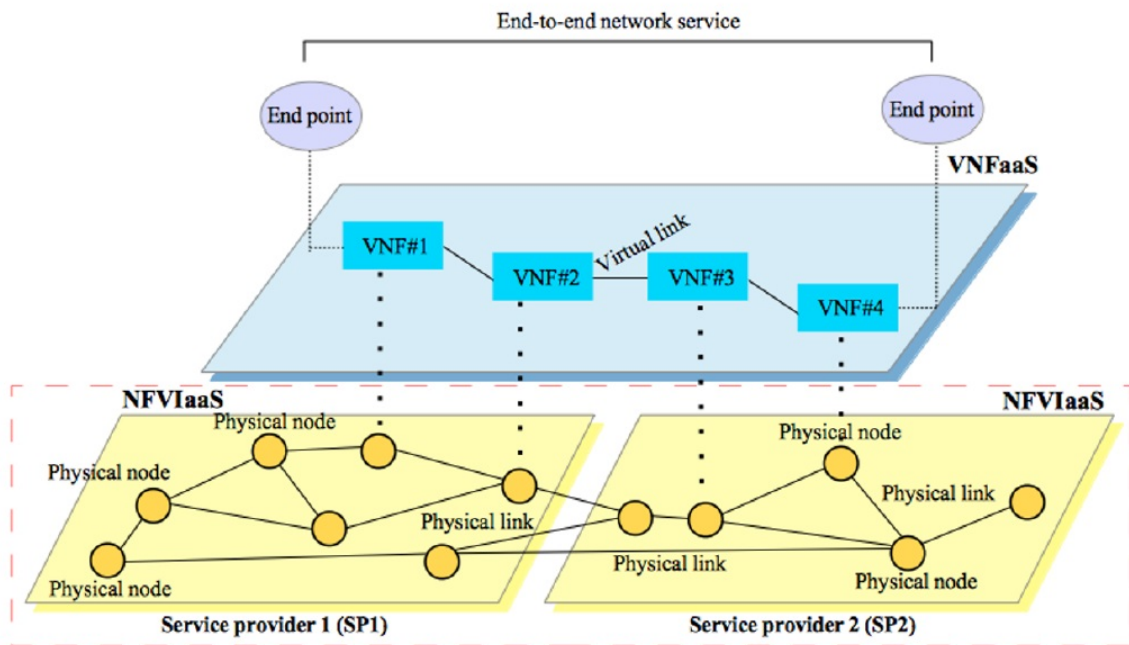 End-to-end network service
End point
End point
VNFaaS
VNF#1
Virtual link
VNF#2
VNF#3
VNF#4
NFVIaaS
NFVIaaS
Physical node
Physical node
Physical node
Physical link
Physical link
Physical link
Physical node
Physical node
Service provider 1 (SP1)
Service provider 2 (SP2)